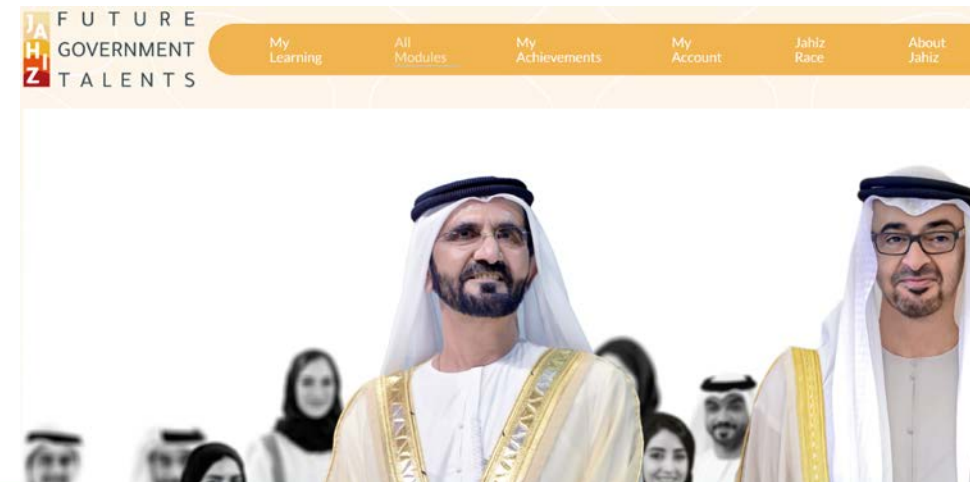 JAHIZ
FUTURE
GOVERNMENT
TALENTS
My
Learning
All
Modules
My
Achievements
My
Account
Jahiz
Race
About
Jahiz